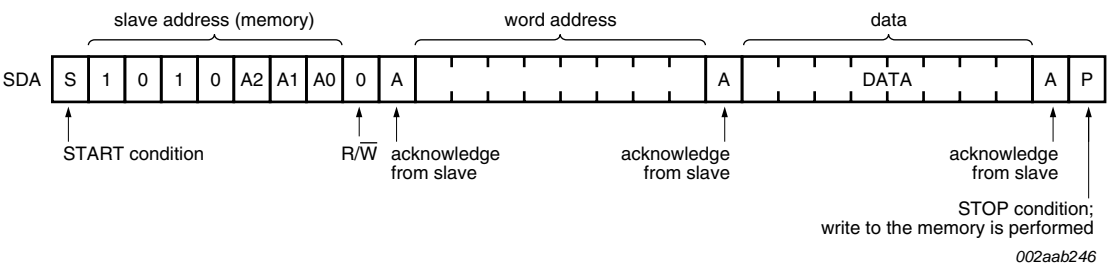 slave address (memory) word address data
SDA S 1 0 1 0 A2 A1 A0 0 A A DATA A P
START condition R/W̅ acknowledge from slave acknowledge from slave acknowledge from slave
STOP condition;
write to the memory is performed
002aab246